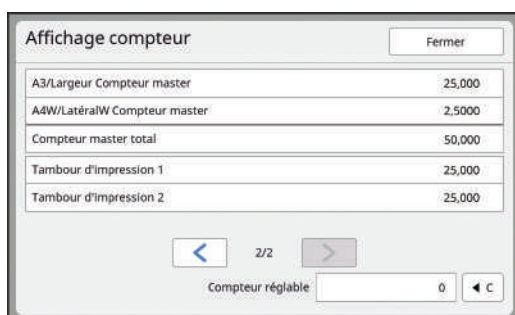 Affichage compteur
Fermer
A3/Largeur Compteur master 25,000
A4W/LatéralW Compteur master 2,5000
Compteur master total 50,000
Tambour d'impression 1 25,000
Tambour d'impression 2 25,000
2/2
Compteur réglable 0 C